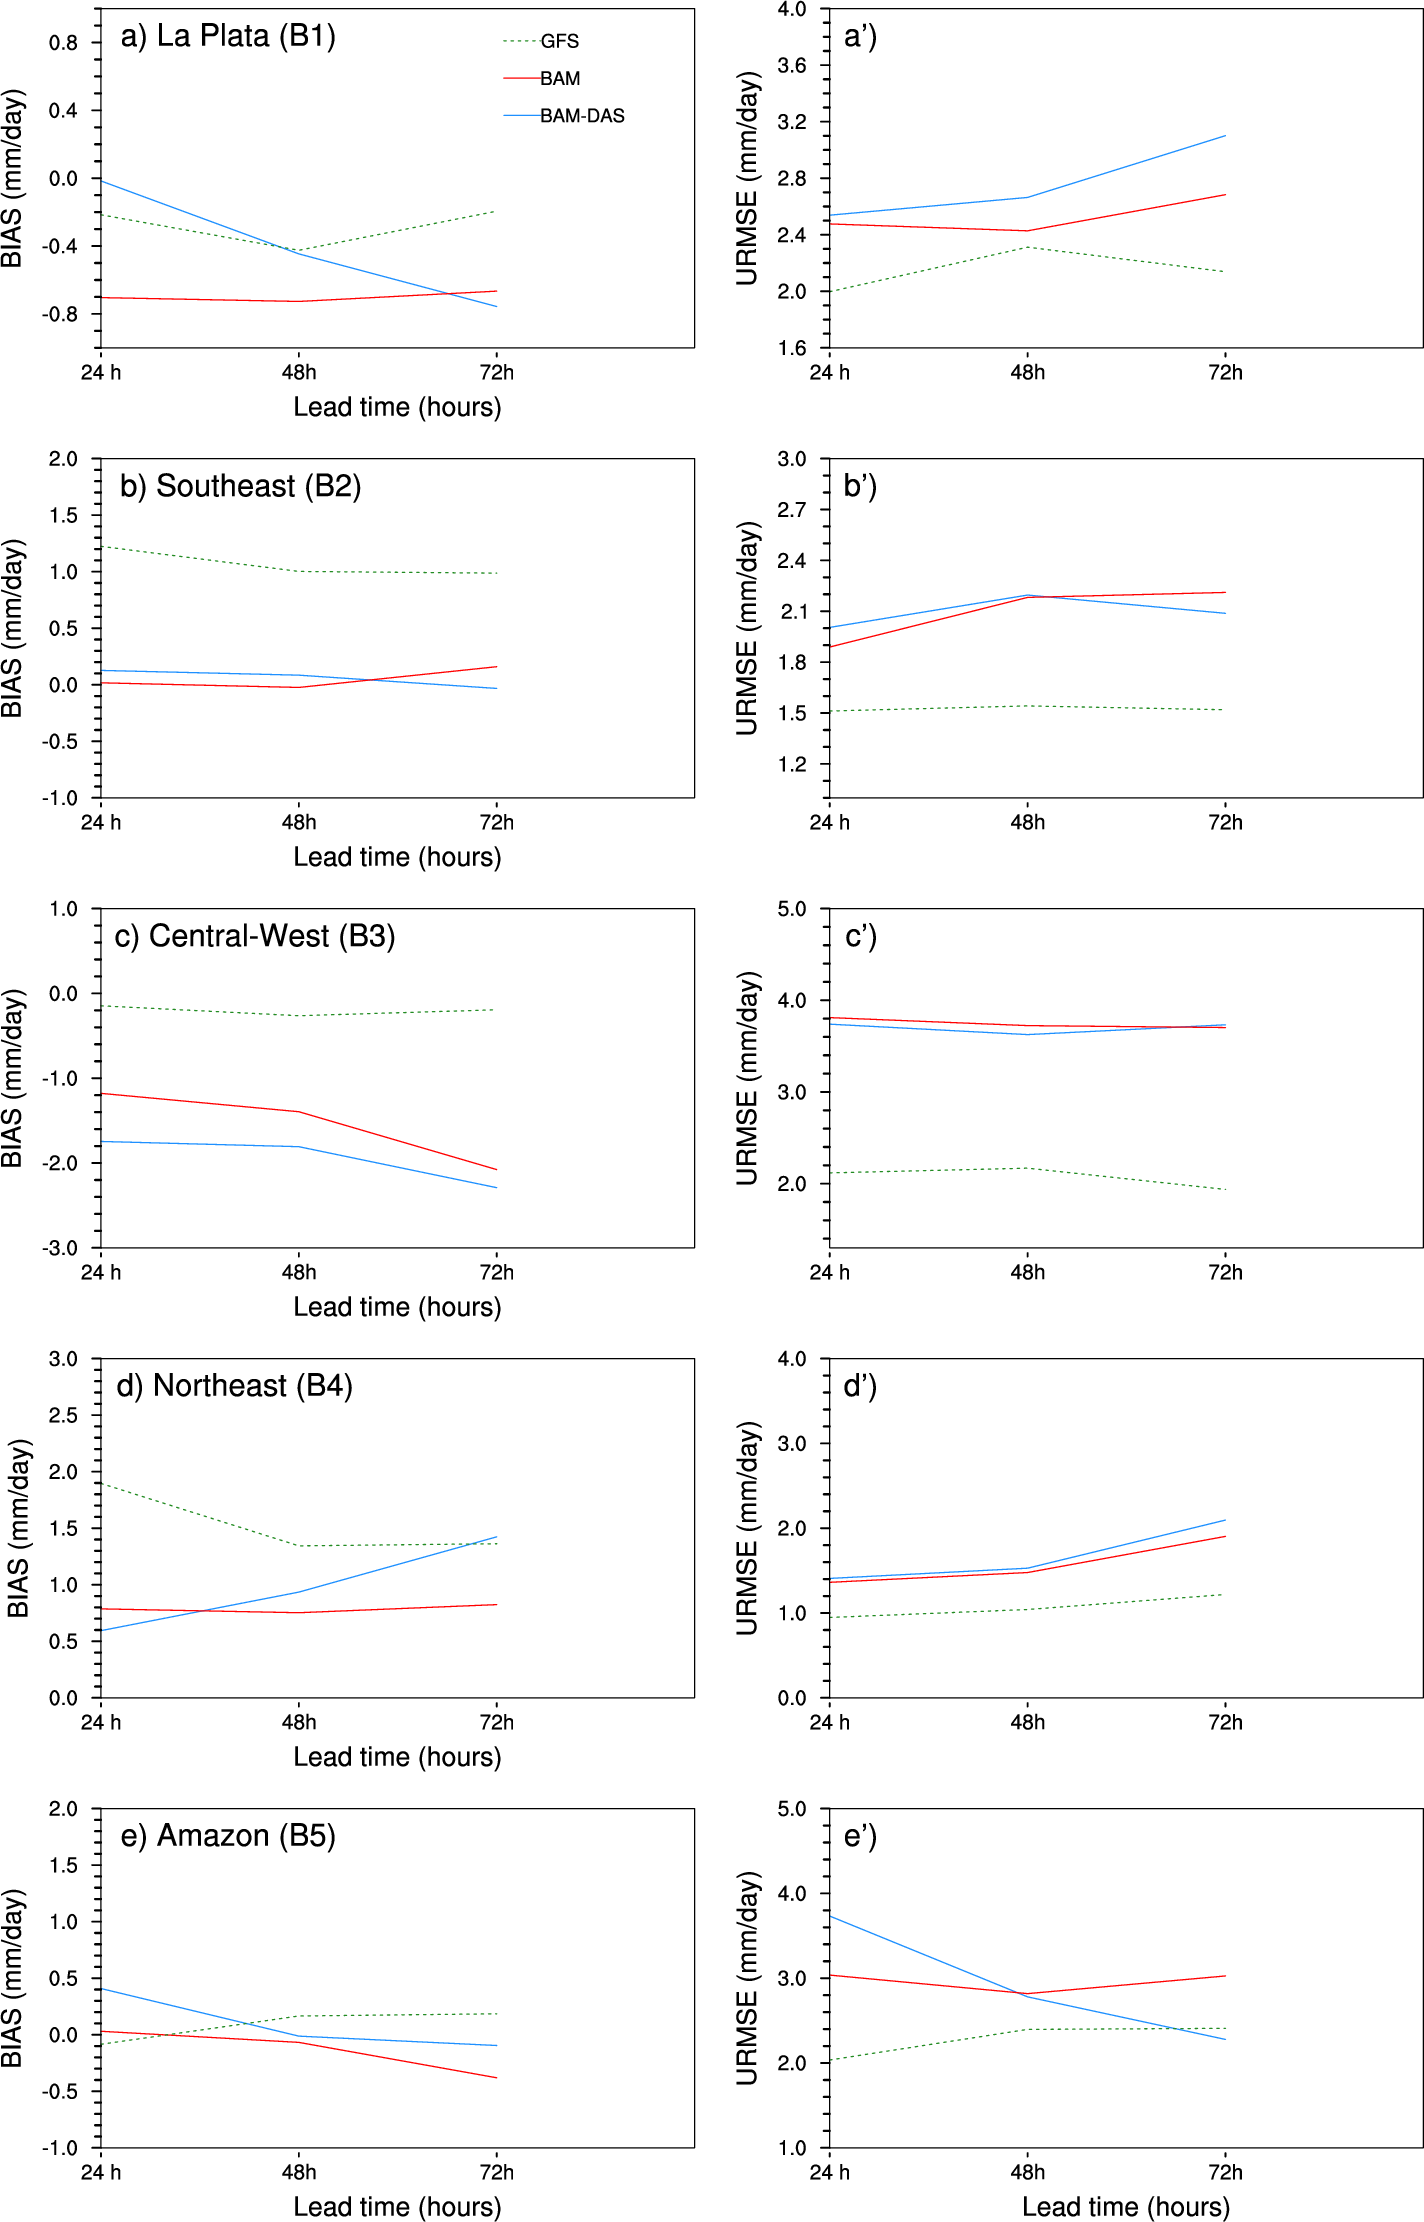 a) La Plata (B1)
GFS
BAM
BAM-DAS
BIAS (mm/day)
0.8
0.4
0.0
-0.4
-0.8
24 h 48h 72h
Lead time (hours)
a')
URMSE (mm/day)
4.0
3.6
3.2
2.8
2.4
2.0
1.6
24 h 48h 72h
b) Southeast (B2)
BIAS (mm/day)
2.0
1.5
1.0
0.5
0.0
-0.5
-1.0
24 h 48h 72h
Lead time (hours)
b')
URMSE (mm/day)
3.0
2.7
2.4
2.1
1.8
1.5
1.2
24 h 48h 72h
c) Central-West (B3)
BIAS (mm/day)
1.0
0.0
-1.0
-2.0
-3.0
24 h 48h 72h
Lead time (hours)
c')
URMSE (mm/day)
5.0
4.0
3.0
2.0
24 h 48h 72h
d) Northeast (B4)
BIAS (mm/day)
3.0
2.5
2.0
1.5
1.0
0.5
0.0
24 h 48h 72h
Lead time (hours)
d')
URMSE (mm/day)
4.0
3.0
2.0
1.0
0.0
24 h 48h 72h
e) Amazon (B5)
BIAS (mm/day)
2.0
1.5
1.0
0.5
0.0
-0.5
-1.0
24 h 48h 72h
Lead time (hours)
e')
URMSE (mm/day)
5.0
4.0
3.0
2.0
1.0
24 h 48h 72h
Lead time (hours)